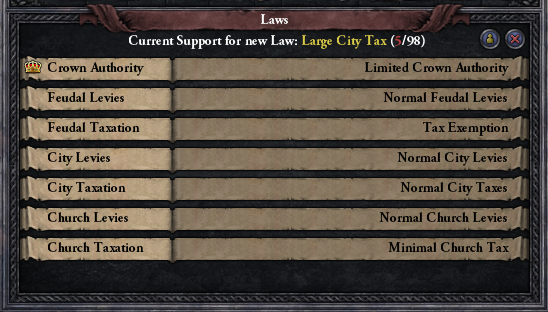 Laws
Current Support for new Law: Large City Tax (5/98)
Crown Authority Limited Crown Authority
Feudal Levies Normal Feudal Levies
Feudal Taxation Tax Exemption
City Levies Normal City Levies
City Taxation Normal City Taxes
Church Levies Normal Church Levies
Church Taxation Minimal Church Tax